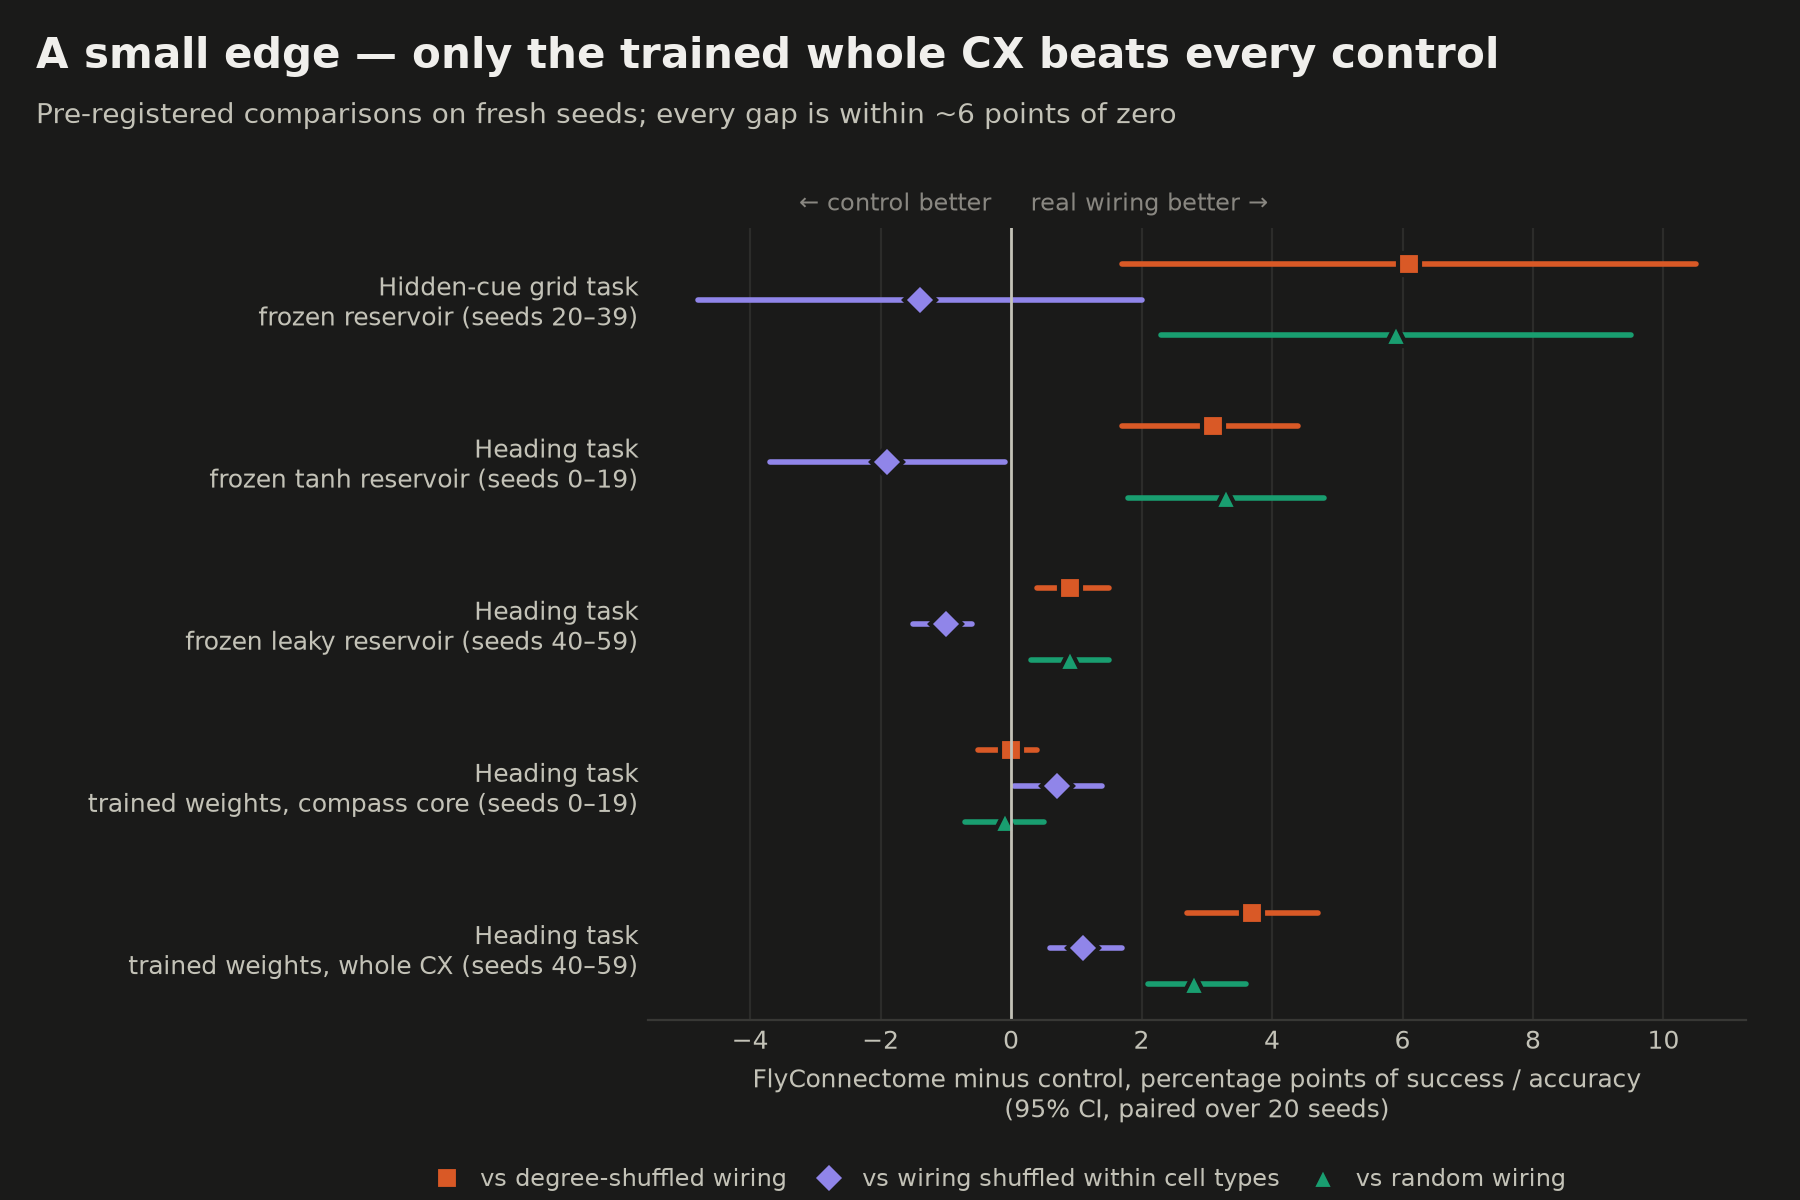 A small edge — only the trained whole CX beats every control
Pre-registered comparisons on fresh seeds; every gap is within ~6 points of zero
← control better
real wiring better →
Hidden-cue grid task
frozen reservoir (seeds 20–39)
Heading task
frozen tanh reservoir (seeds 0–19)
Heading task
frozen leaky reservoir (seeds 40–59)
Heading task
trained weights, compass core (seeds 0–19)
Heading task
trained weights, whole CX (seeds 40–59)
−4 −2 0 2 4 6 8 10
FlyConnectome minus control, percentage points of success / accuracy
(95% CI, paired over 20 seeds)
vs degree-shuffled wiring vs wiring shuffled within cell types vs random wiring